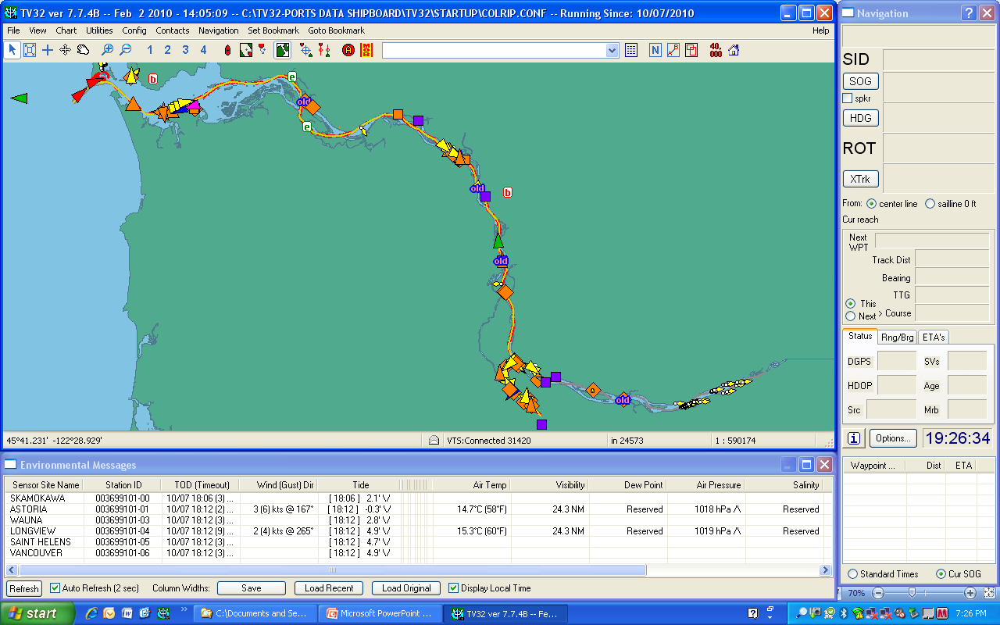 TV32 ver 7.7.4B -- Feb 2 2010 - 14:05:09 -- C:\TV32-PORTS DATA SHIPBOARD\TV32\STARTUP\COLRIP.CONF -- Running Since: 10/07/2010
File View Chart Utilities Config Contacts Navigation Set Bookmark Goto Bookmark Help
1 2 3 4 A MOB N 40,000
b
e
old
e
old
b
old
old
45°41.231' -122°28.929' VTS:Connected 31420 in 24573 1 : 590174
Environmental Messages
Sensor Site Name Station ID TOD (Timeout) Wind (Gust) Dir Tide Air Temp Visibility Dew Point Air Pressure Salinity
SKAMOKAWA 003699101-00 10/07 18:06 (3) ... [ 18:06 ] 2.1' \/
ASTORIA 003699101-01 10/07 18:12 (2) ... 3 (6) kts @ 167° [ 18:12 ] -0.3' \/ 14.7°C (58°F) 24.3 NM Reserved 1018 hPa /\ Reserved
WAUNA 003699101-03 10/07 18:12 (3) ... [ 18:12 ] 2.8' \/
LONGVIEW 003699101-04 10/07 18:12 (9) ... 2 (4) kts @ 265° [ 18:12 ] 4.9' \/ 15.3°C (60°F) 24.3 NM Reserved 1019 hPa /\ Reserved
SAINT HELENS 003699101-05 10/07 18:12 (3) ... [ 18:12 ] 4.7' \/
VANCOUVER 003699101-06 10/07 18:12 (3) ... [ 18:12 ] 4.9' \/
Refresh Auto Refresh (2 sec) Column Widths: Save Load Recent Load Original Display Local Time
Navigation
SID
SOG
spkr
HDG
ROT
XTrk
From: center line sailline 0 ft
Cur reach
Next WPT
Track Dist
Bearing
TTG
This
Next > Course
Status Rng/Brg ETA's
DGPS SVs
HDOP Age
Src Mrb
i Options... 19:26:34
Waypoint ... Dist ETA
Standard Times Cur SOG
70%
start C:\Documents and Se... Microsoft PowerPoint ... TV32 ver 7.7.4B -- Fe... 7:26 PM